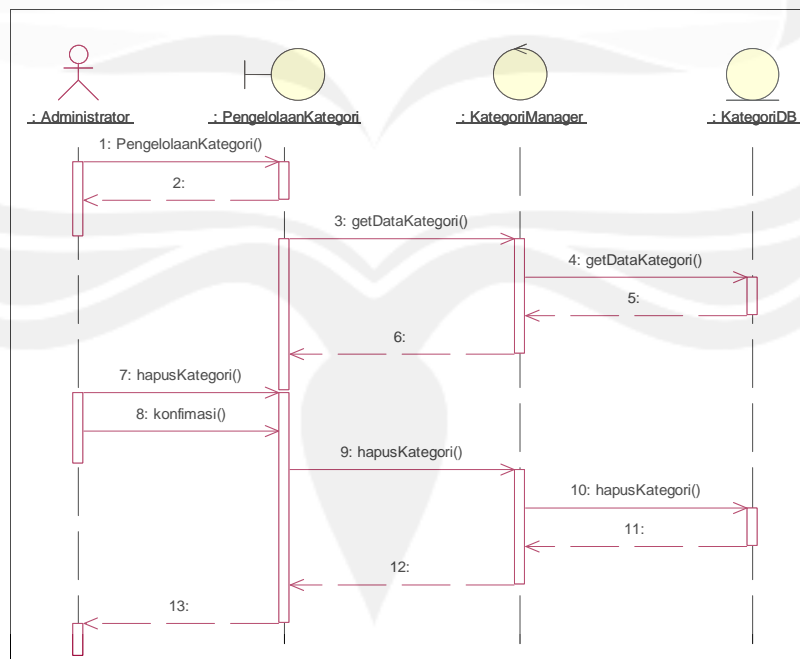 : Administrator
: PengelolaanKategori
: KategoriManager
: KategoriDB
1: PengelolaanKategori()
2:
3: getDataKategori()
4: getDataKategori()
5:
6:
7: hapusKategori()
8: konfimasi()
9: hapusKategori()
10: hapusKategori()
11:
12:
13: